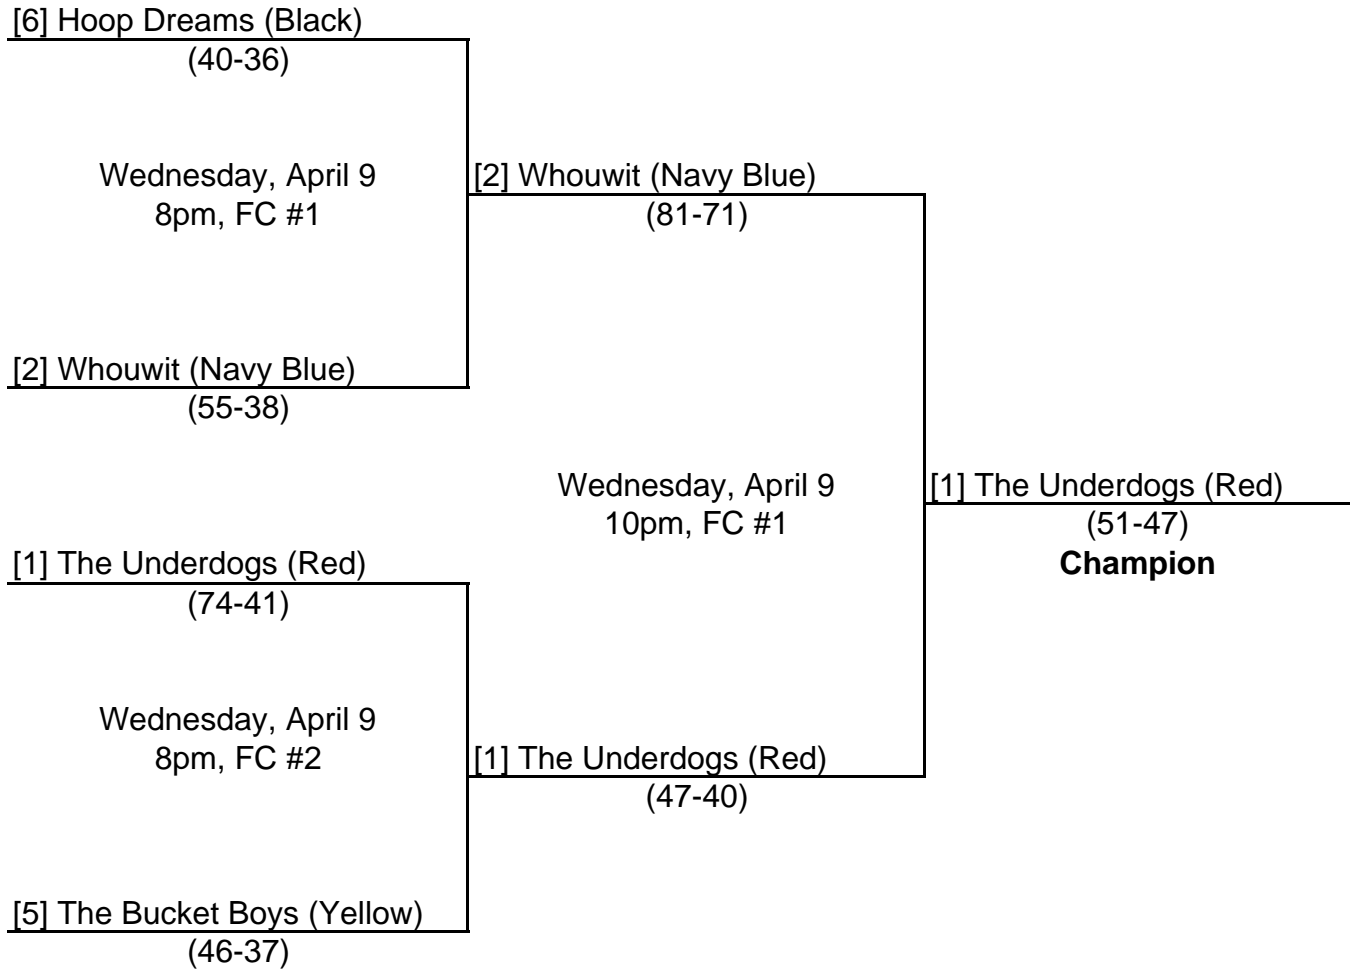 [6] Hoop Dreams (Black)
(40-36)
Wednesday, April 9
8pm, FC #1
[2] Whouwit (Navy Blue)
(81-71)
[2] Whouwit (Navy Blue)
(55-38)
Wednesday, April 9
10pm, FC #1
[1] The Underdogs (Red)
(51-47)
Champion
[1] The Underdogs (Red)
(74-41)
Wednesday, April 9
8pm, FC #2
[1] The Underdogs (Red)
(47-40)
[5] The Bucket Boys (Yellow)
(46-37)